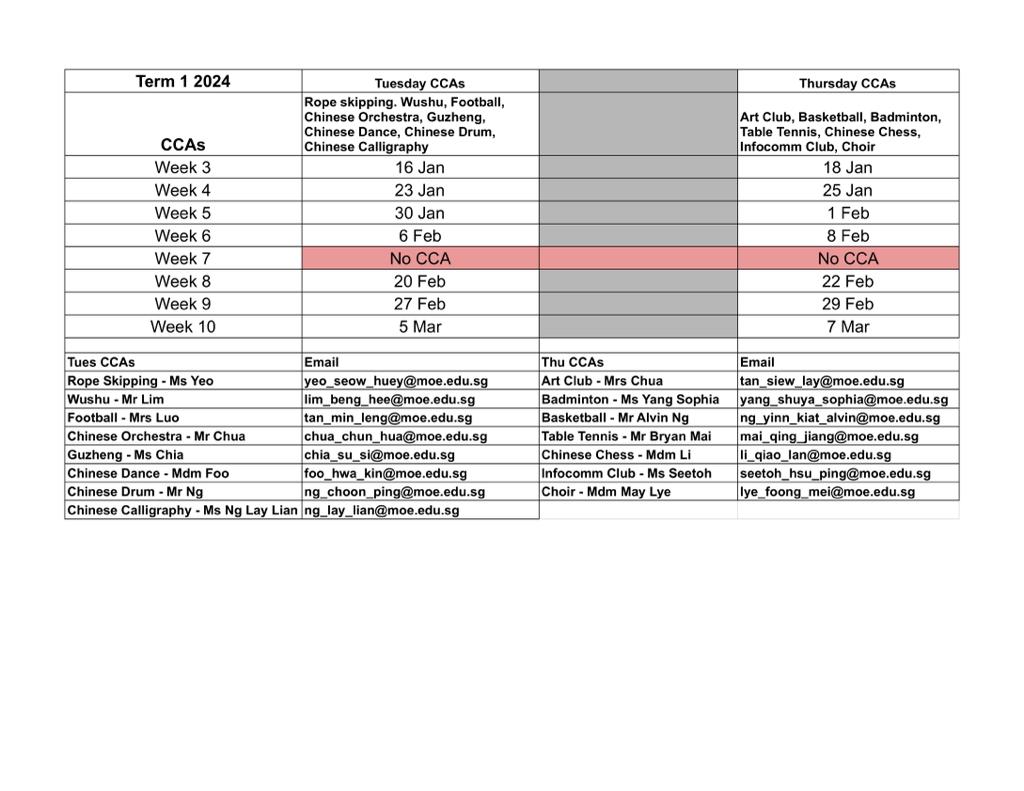 Term 1 2024 Tuesday CCAs Thursday CCAs
CCAs
Rope skipping. Wushu, Football,
Chinese Orchestra, Guzheng,
Chinese Dance, Chinese Drum,
Chinese Calligraphy
Art Club, Basketball, Badminton,
Table Tennis, Chinese Chess,
Infocomm Club, Choir
Week 3 16 Jan 18 Jan
Week 4 23 Jan 25 Jan
Week 5 30 Jan 1 Feb
Week 6 6 Feb 8 Feb
Week 7 No CCA No CCA
Week 8 20 Feb 22 Feb
Week 9 27 Feb 29 Feb
Week 10 5 Mar 7 Mar
Tues CCAs Email Thu CCAs Email
Rope Skipping - Ms Yeo yeo_seow_huey@moe.edu.sg Art Club - Mrs Chua tan_siew_lay@moe.edu.sg
Wushu - Mr Lim lim_beng_hee@moe.edu.sg Badminton - Ms Yang Sophia yang_shuya_sophia@moe.edu.sg
Football - Mrs Luo tan_min_leng@moe.edu.sg Basketball - Mr Alvin Ng ng_yinn_kiat_alvin@moe.edu.sg
Chinese Orchestra - Mr Chua chua_chun_hua@moe.edu.sg Table Tennis - Mr Bryan Mai mai_qing_jiang@moe.edu.sg
Guzheng - Ms Chia chia_su_si@moe.edu.sg Chinese Chess - Mdm Li li_qiao_lan@moe.edu.sg
Chinese Dance - Mdm Foo foo_hwa_kin@moe.edu.sg Infocomm Club - Ms Seetoh seetoh_hsu_ping@moe.edu.sg
Chinese Drum - Mr Ng ng_choon_ping@moe.edu.sg Choir - Mdm May Lye lye_foong_mei@moe.edu.sg
Chinese Calligraphy - Ms Ng Lay Lian ng_lay_lian@moe.edu.sg